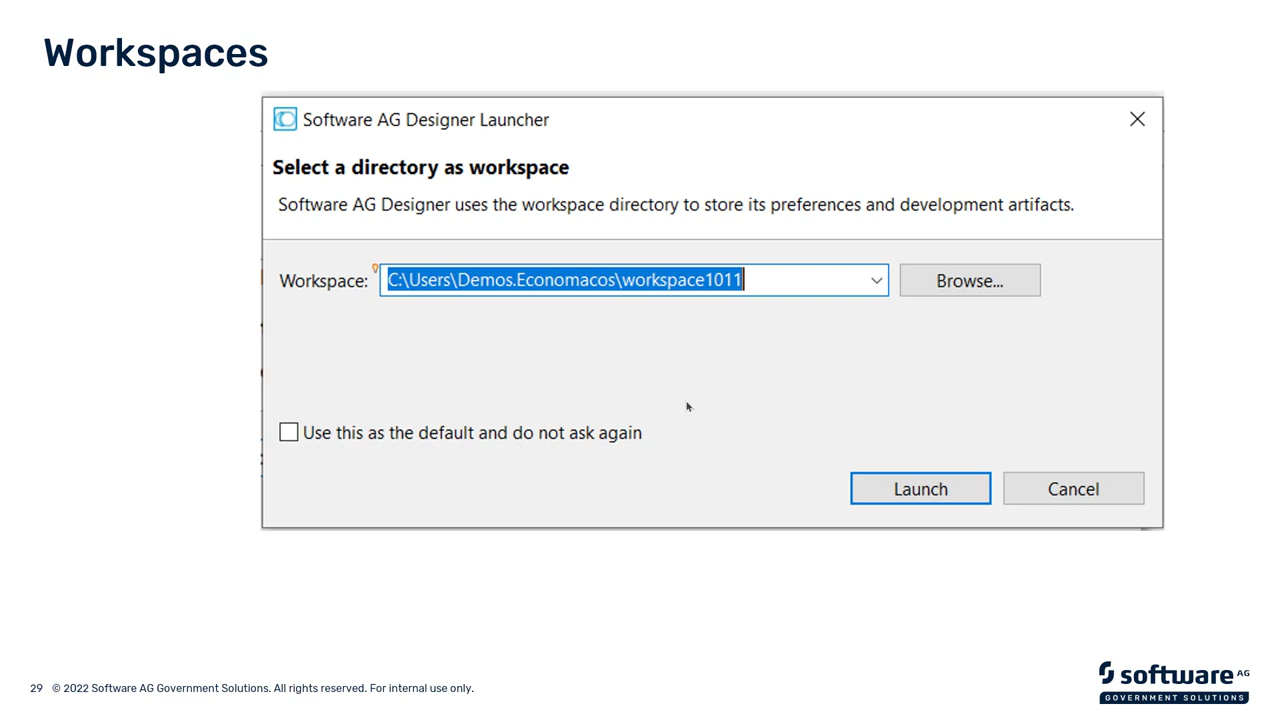 Workspaces
Software AG Designer Launcher
Select a directory as workspace
Software AG Designer uses the workspace directory to store its preferences and development artifacts.
Workspace: C:\Users\Demos.Economacos\workspace1011 Browse...
Use this as the default and do not ask again
Launch Cancel
29 © 2022 Software AG Government Solutions. All rights reserved. For internal use only.
software AG
GOVERNMENT SOLUTIONS